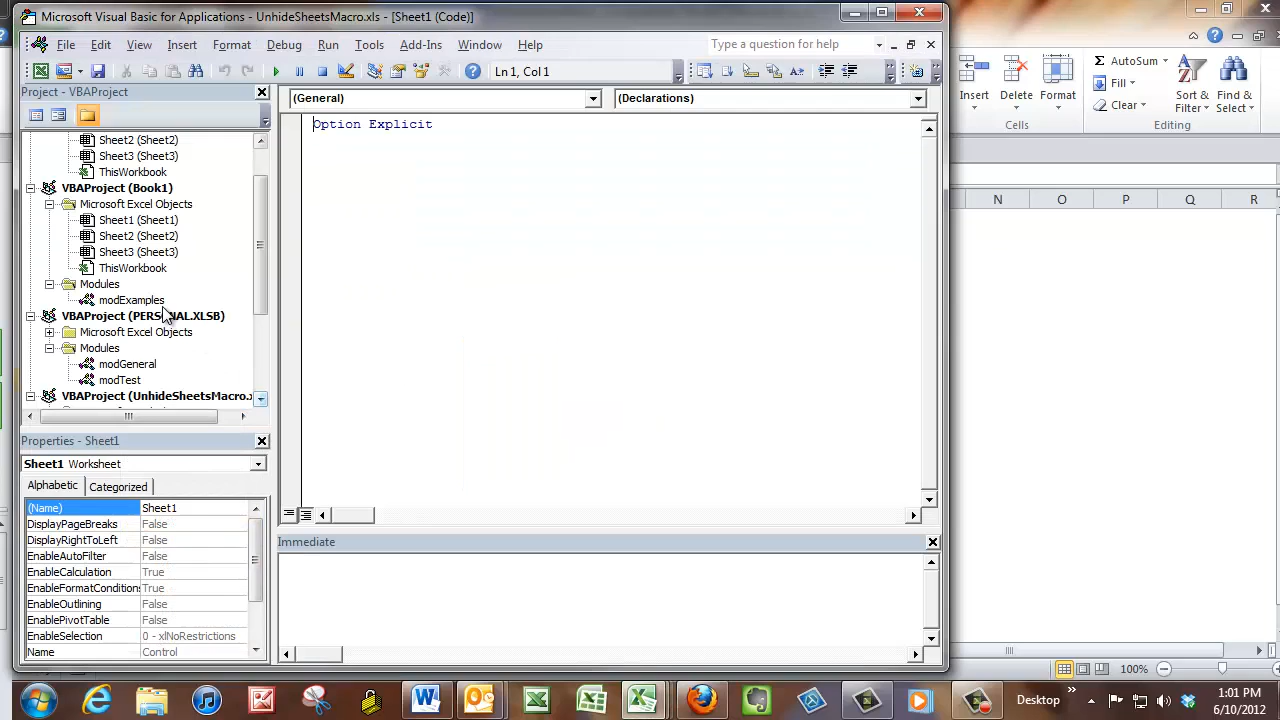 Microsoft Visual Basic for Applications - UnhideSheetsMacro.xls - [Sheet1 (Code)]
File Edit View Insert Format Debug Run Tools Add-Ins Window Help
Type a question for help
Ln 1, Col 1
Project - VBAProject
Sheet2 (Sheet2)
Sheet3 (Sheet3)
ThisWorkbook
VBAProject (Book1)
Microsoft Excel Objects
Sheet1 (Sheet1)
Sheet2 (Sheet2)
Sheet3 (Sheet3)
ThisWorkbook
Modules
modExamples
VBAProject (PERSONAL.XLSB)
Microsoft Excel Objects
Modules
modGeneral
modTest
VBAProject (UnhideSheetsMacro.x
Properties - Sheet1
Sheet1 Worksheet
Alphabetic Categorized
(Name) Sheet1
DisplayPageBreaks False
DisplayRightToLeft False
EnableAutoFilter False
EnableCalculation True
EnableFormatConditions True
EnableOutlining False
EnablePivotTable False
EnableSelection 0 - xlNoRestrictions
Name Control
(General) (Declarations)
Option Explicit
Immediate
Insert Delete Format
Cells
AutoSum
Fill
Clear
Sort & Filter
Find & Select
Editing
N O P Q R
100%
Desktop
1:01 PM
6/10/2012